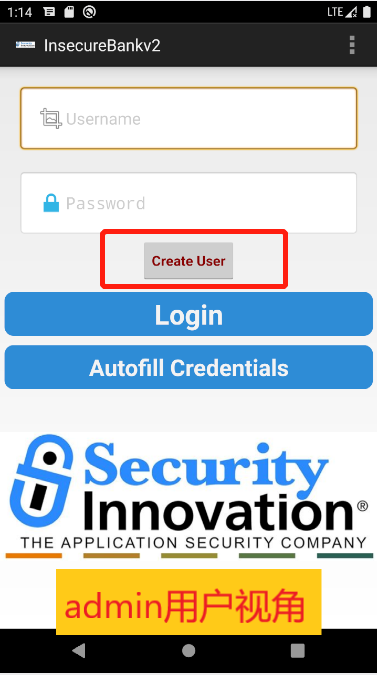 1:14
LTE
InsecureBankv2
Username
Password
Create User
Login
Autofill Credentials
Security
Innovation®
THE APPLICATION SECURITY COMPANY
admin用户视角